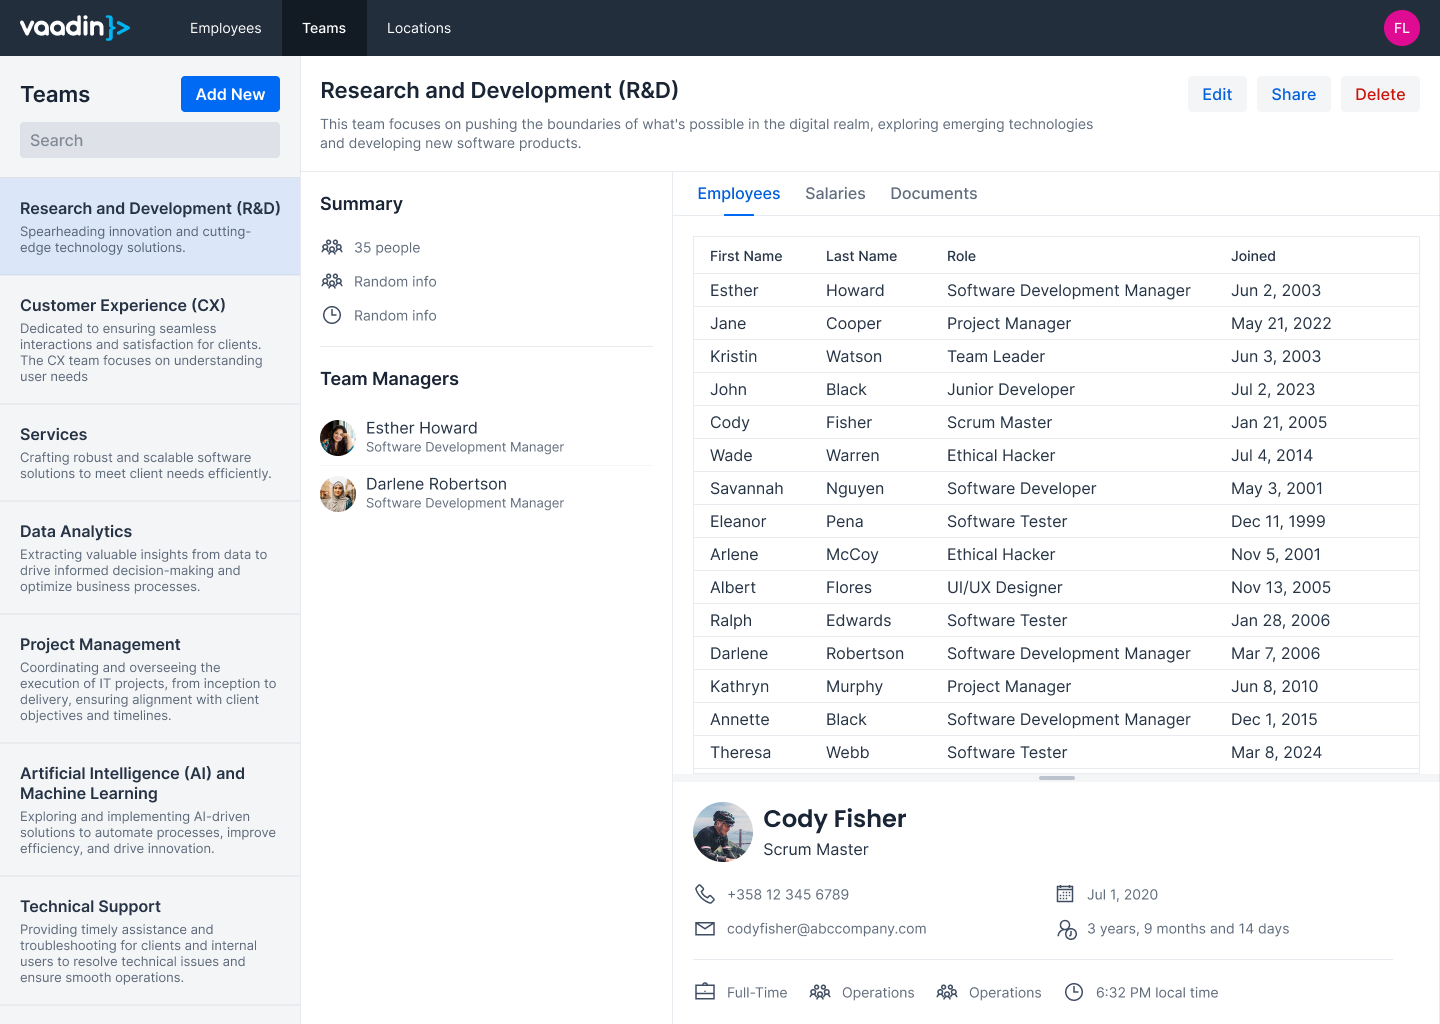 vaadin}>
Employees
Teams
Locations
FL
Teams
Add New
Search
Research and Development (R&D)
Spearheading innovation and cutting-
edge technology solutions.
Customer Experience (CX)
Dedicated to ensuring seamless
interactions and satisfaction for clients.
The CX team focuses on understanding
user needs
Services
Crafting robust and scalable software
solutions to meet client needs efficiently.
Data Analytics
Extracting valuable insights from data to
drive informed decision-making and
optimize business processes.
Project Management
Coordinating and overseeing the
execution of IT projects, from inception to
delivery, ensuring alignment with client
objectives and timelines.
Artificial Intelligence (AI) and
Machine Learning
Exploring and implementing AI-driven
solutions to automate processes, improve
efficiency, and drive innovation.
Technical Support
Providing timely assistance and
troubleshooting for clients and internal
users to resolve technical issues and
ensure smooth operations.
Research and Development (R&D)
This team focuses on pushing the boundaries of what's possible in the digital realm, exploring emerging technologies
and developing new software products.
Edit
Share
Delete
Summary
35 people
Random info
Random info
Team Managers
Esther Howard
Software Development Manager
Darlene Robertson
Software Development Manager
Employees Salaries Documents
First Name Last Name Role Joined
Esther Howard Software Development Manager Jun 2, 2003
Jane Cooper Project Manager May 21, 2022
Kristin Watson Team Leader Jun 3, 2003
John Black Junior Developer Jul 2, 2023
Cody Fisher Scrum Master Jan 21, 2005
Wade Warren Ethical Hacker Jul 4, 2014
Savannah Nguyen Software Developer May 3, 2001
Eleanor Pena Software Tester Dec 11, 1999
Arlene McCoy Ethical Hacker Nov 5, 2001
Albert Flores UI/UX Designer Nov 13, 2005
Ralph Edwards Software Tester Jan 28, 2006
Darlene Robertson Software Development Manager Mar 7, 2006
Kathryn Murphy Project Manager Jun 8, 2010
Annette Black Software Development Manager Dec 1, 2015
Theresa Webb Software Tester Mar 8, 2024
Cody Fisher
Scrum Master
+358 12 345 6789
Jul 1, 2020
codyfisher@abccompany.com
3 years, 9 months and 14 days
Full-Time
Operations
Operations
6:32 PM local time